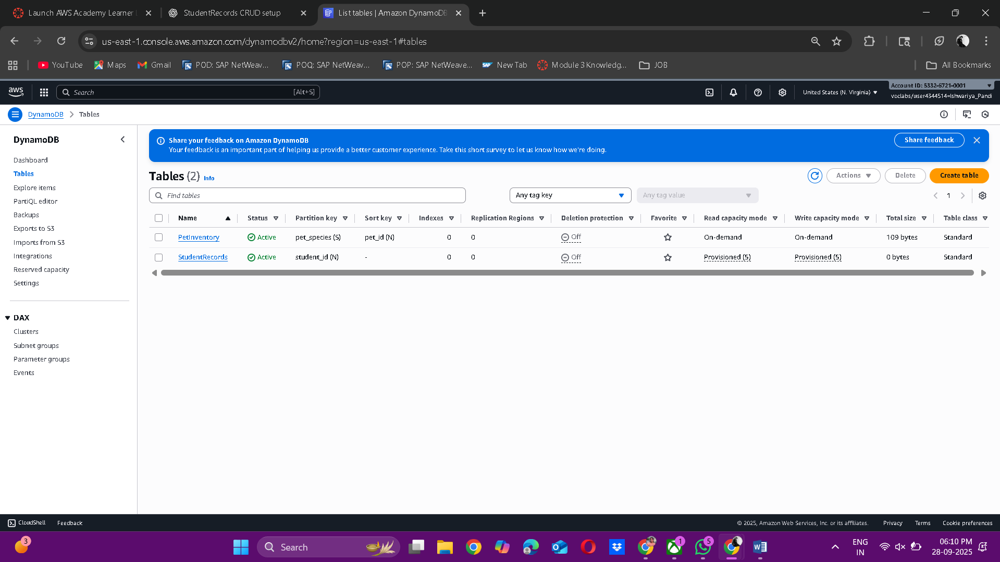 Launch AWS Academy Learner
StudentRecords CRUD setup
List tables | Amazon DynamoDB
us-east-1.console.aws.amazon.com/dynamodbv2/home?region=us-east-1#tables
YouTube
Maps
Gmail
POD: SAP NetWeav...
POQ: SAP NetWeav...
POP: SAP NetWeave...
New Tab
Module 3 Knowledg...
JOB
All Bookmarks
aws
Search
[Alt+S]
United States (N. Virginia)
Account ID: 5332-6721-0001
voclabs/user4344514=Ishwariya_Pandi
DynamoDB
Tables
DynamoDB
Dashboard
Tables
Explore items
PartiQL editor
Backups
Exports to S3
Imports from S3
Integrations
Reserved capacity
Settings
DAX
Clusters
Subnet groups
Parameter groups
Events
Share your feedback on Amazon DynamoDB
Your feedback is an important part of helping us provide a better customer experience. Take this short survey to let us know how we're doing.
Share feedback
Tables (2) Info
Actions
Delete
Create table
Find tables
Any tag key
Any tag value
1
Name Status Partition key Sort key Indexes Replication Regions Deletion protection Favorite Read capacity mode Write capacity mode Total size Table class
PetInventory Active pet_species (S) pet_id (N) 0 0 Off On-demand On-demand 109 bytes Standard
StudentRecords Active student_id (N) - 0 0 Off Provisioned (5) Provisioned (5) 0 bytes Standard
CloudShell
Feedback
© 2025, Amazon Web Services, Inc. or its affiliates.
Privacy
Terms
Cookie preferences
3
Search
1
5
ENG
IN
06:10 PM
28-09-2025